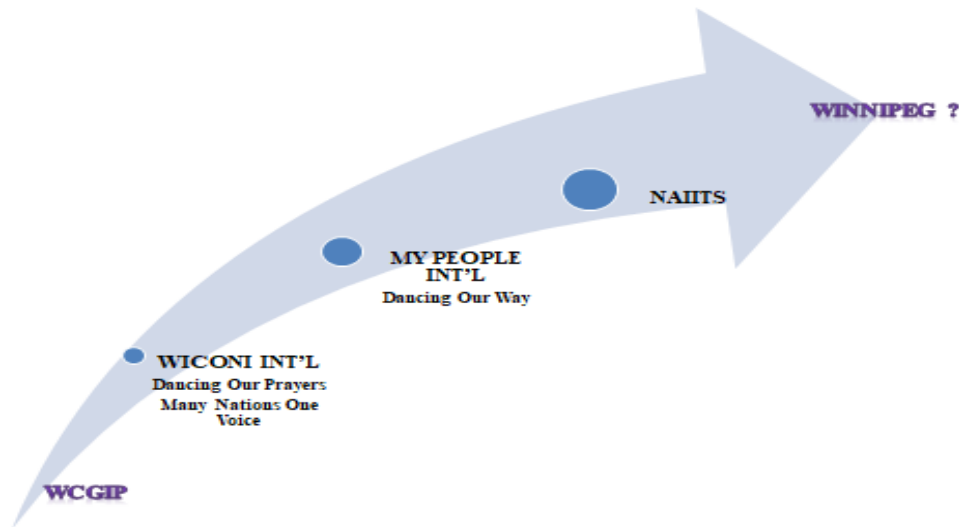 WINNIPEG ?
NAIITS
MY PEOPLE
INT'L
Dancing Our Way
WICONI INT'L
Dancing Our Prayers
Many Nations One
Voice
WCGIP